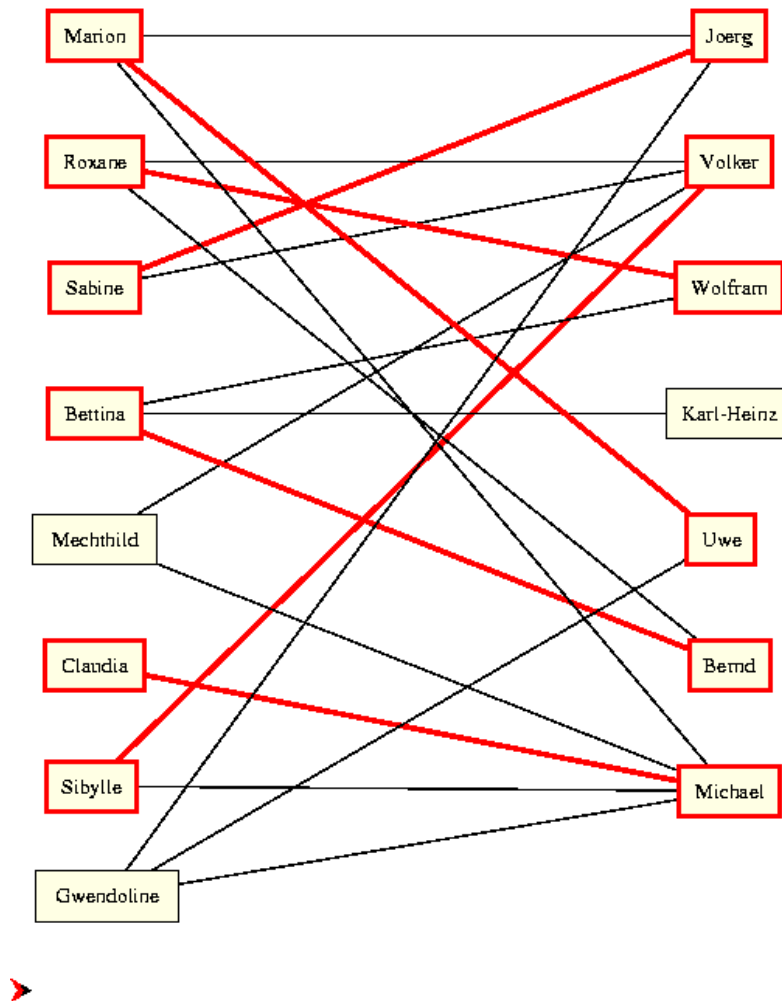 Marion Joerg
Roxane Volker
Sabine Wolfram
Bettina Karl-Heinz
Mechthild Uwe
Claudia Bernd
Sibylle Michael
Gwendoline